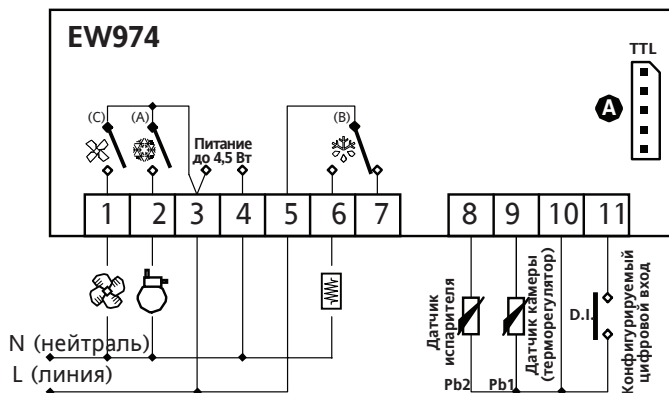 EW974
TTL
(C)
(A)
(B)
A
Питание
до 4,5 Вт
1 2 3 4 5 6 7 8 9 10 11
Датчик
испарителя
Датчик камеры
(терморегулятор)
D.I.
Конфигурируемый
цифровой вход
N (нейтраль)
L (линия)
Pb2
Pb1